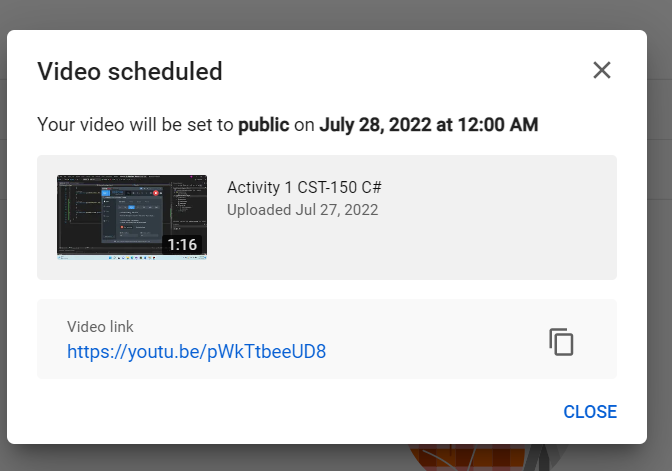 Video scheduled
Your video will be set to public on July 28, 2022 at 12:00 AM
Activity 1 CST-150 C#
Uploaded Jul 27, 2022
1:16
Video link
https://youtu.be/pWkTtbeeUD8
CLOSE